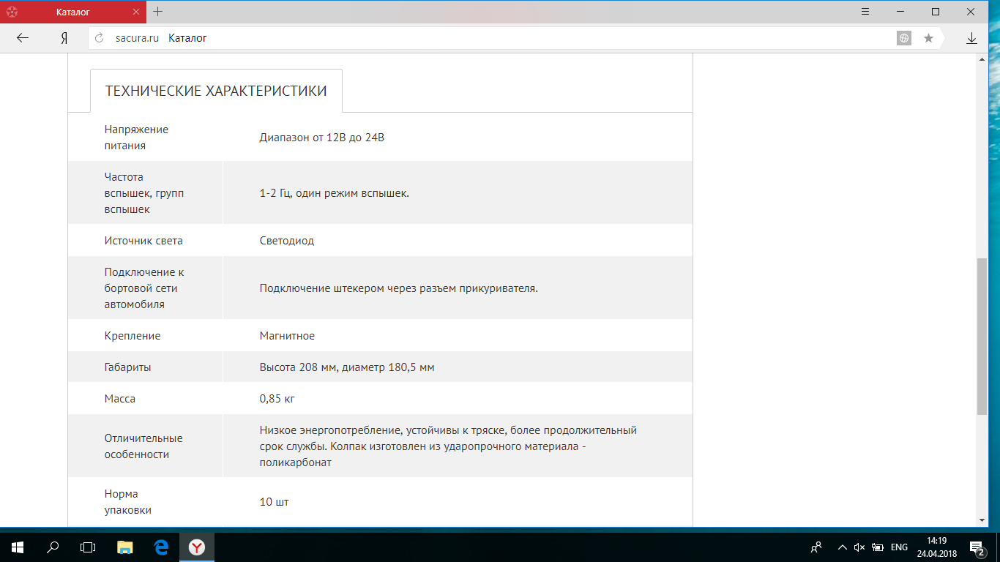 Каталог
sacura.ru Каталог
ТЕХНИЧЕСКИЕ ХАРАКТЕРИСТИКИ
Напряжение
питания
Диапазон от 12В до 24В
Частота
вспышек, групп
вспышек
1-2 Гц, один режим вспышек.
Источник света
Светодиод
Подключение к
бортовой сети
автомобиля
Подключение штекером через разъем прикуривателя.
Крепление
Магнитное
Габариты
Высота 208 мм, диаметр 180,5 мм
Масса
0,85 кг
Отличительные
особенности
Низкое энергопотребление, устойчивы к тряске, более продолжительный
срок службы. Колпак изготовлен из ударопрочного материала -
поликарбонат
Норма
упаковки
10 шт
ENG
14:19
24.04.2018
2